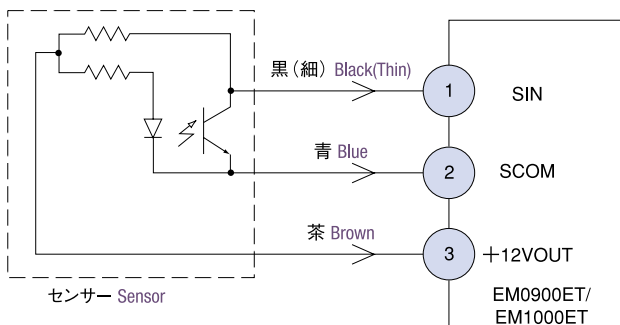 黒(細) Black(Thin)
1
SIN
青 Blue
2
SCOM
茶 Brown
3
+12VOUT
センサー Sensor
EM0900ET/
EM1000ET